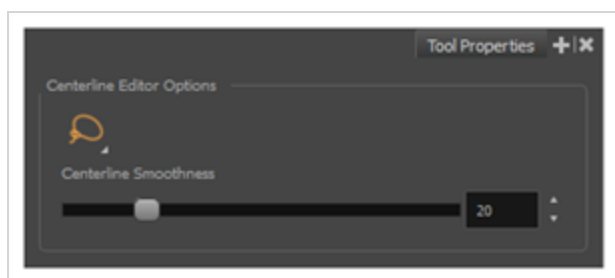 Tool Properties
Centerline Editor Options
Centerline Smoothness
20